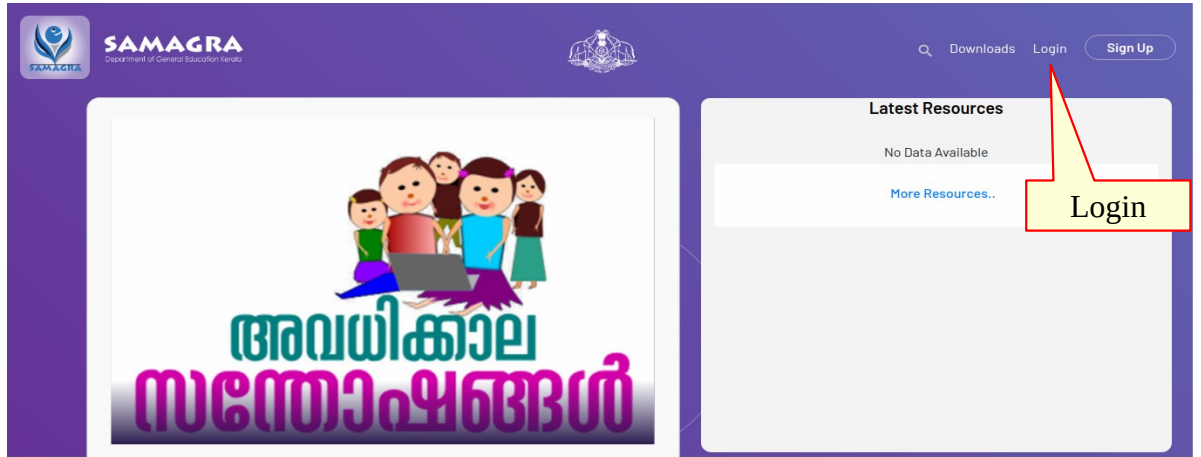 SAMAGRA
SAMAGRA
Department of General Education Kerala
Downloads Login Sign Up
അവധിക്കാല
സന്തോഷങ്ങൾ
Latest Resources
No Data Available
More Resources..
Login